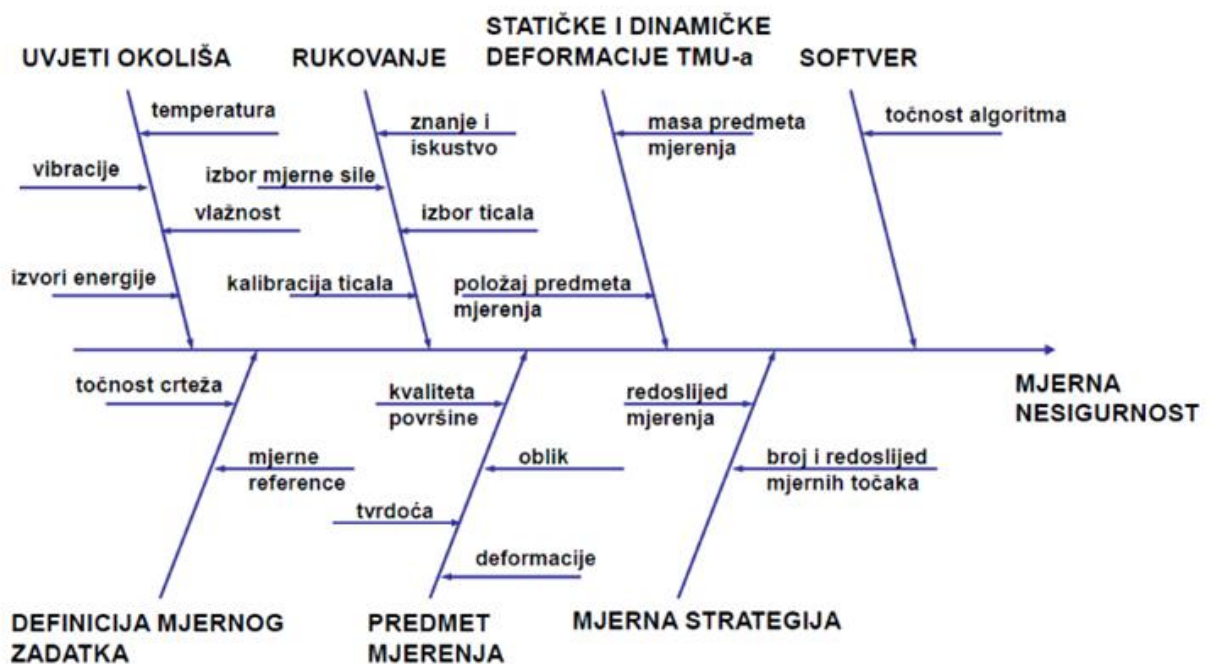 STATIČKE I DINAMIČKE
UVJETI OKOLIŠA RUKOVANJE DEFORMACIJE TMU-a SOFTVER
temperatura
znanje i
iskustvo
masa predmeta
mjerenja
točnost algoritma
vibracije
izbor mjerne sile
vlažnost
izbor ticala
izvori energije
kalibracija ticala
položaj predmeta
mjerenja
MJERNA
NESIGURNOST
točnost crteža
kvaliteta
površine
redoslijed
mjerenja
mjerne
reference
oblik
broj i redoslijed
mjernih točaka
tvrdoća
deformacije
DEFINICIJA MJERNOG
ZADATKA
PREDMET
MJERENJA
MJERNA STRATEGIJA